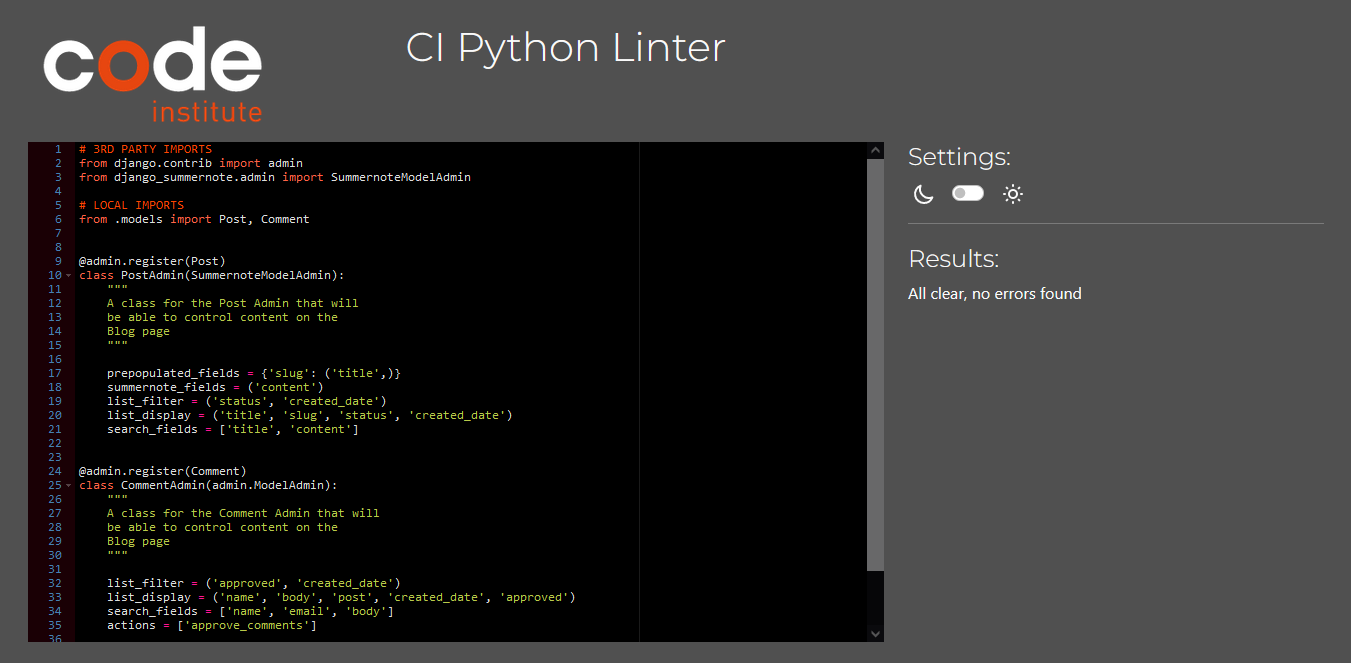 code
institute
CI Python Linter
1 # 3RD PARTY IMPORTS
2 from django.contrib import admin
3 from django_summernote.admin import SummernoteModelAdmin
4
5 # LOCAL IMPORTS
6 from .models import Post, Comment
7
8
9 @admin.register(Post)
10 class PostAdmin(SummernoteModelAdmin):
11     """
12     A class for the Post Admin that will
13     be able to control content on the
14     Blog page
15     """
16
17     prepopulated_fields = {'slug': ('title',)}
18     summernote_fields = ('content')
19     list_filter = ('status', 'created_date')
20     list_display = ('title', 'slug', 'status', 'created_date')
21     search_fields = ['title', 'content']
22
23
24 @admin.register(Comment)
25 class CommentAdmin(admin.ModelAdmin):
26     """
27     A class for the Comment Admin that will
28     be able to control content on the
29     Blog page
30     """
31
32     list_filter = ('approved', 'created_date')
33     list_display = ('name', 'body', 'post', 'created_date', 'approved')
34     search_fields = ['name', 'email', 'body']
35     actions = ['approve_comments']
36
Settings:
Results:
All clear, no errors found